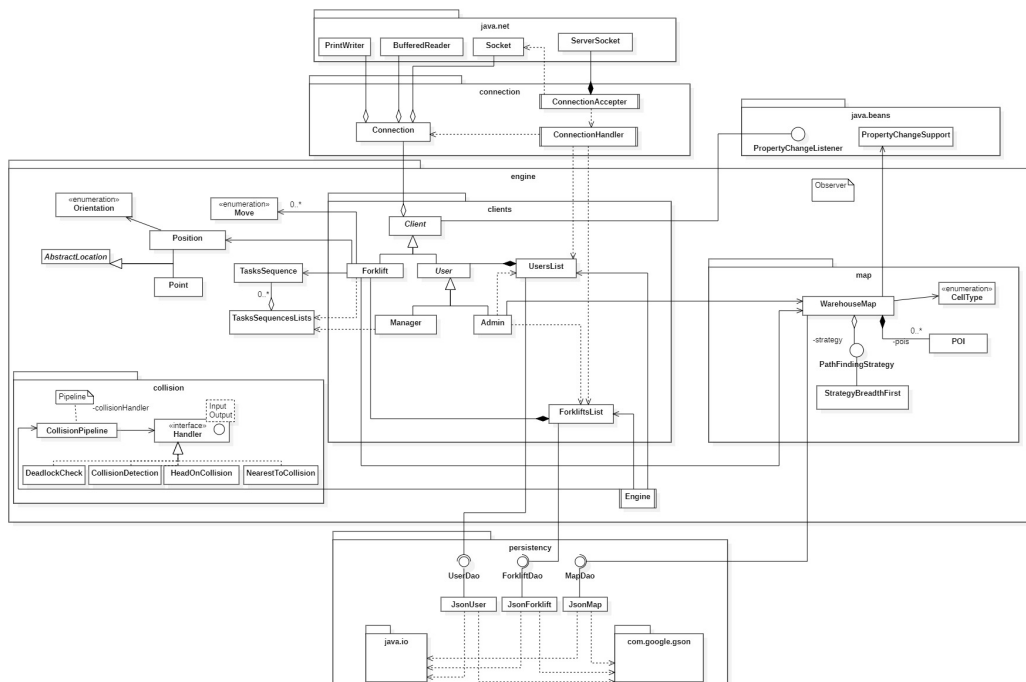 java.net
PrintWriter
BufferedReader
Socket
ServerSocket
connection
ConnectionAccepter
Connection
ConnectionHandler
java.beans
PropertyChangeListener
PropertyChangeSupport
engine
«enumeration»
Orientation
«enumeration»
Move
0..*
Observer
clients
Client
Position
AbstractLocation
Point
TasksSequence
Forklift
User
UsersList
0..*
TasksSequencesLists
Manager
Admin
map
WarehouseMap
«enumeration»
CellType
-strategy
-pois
0..*
POI
PathFindingStrategy
StrategyBreadthFirst
collision
Pipeline
-collisionHandler
Input
Output
CollisionPipeline
«interface»
Handler
ForkliftsList
DeadlockCheck
CollisionDetection
HeadOnCollision
NearestToCollision
Engine
persistency
UserDao
ForkliftDao
MapDao
JsonUser
JsonForklift
JsonMap
java.io
com.google.gson